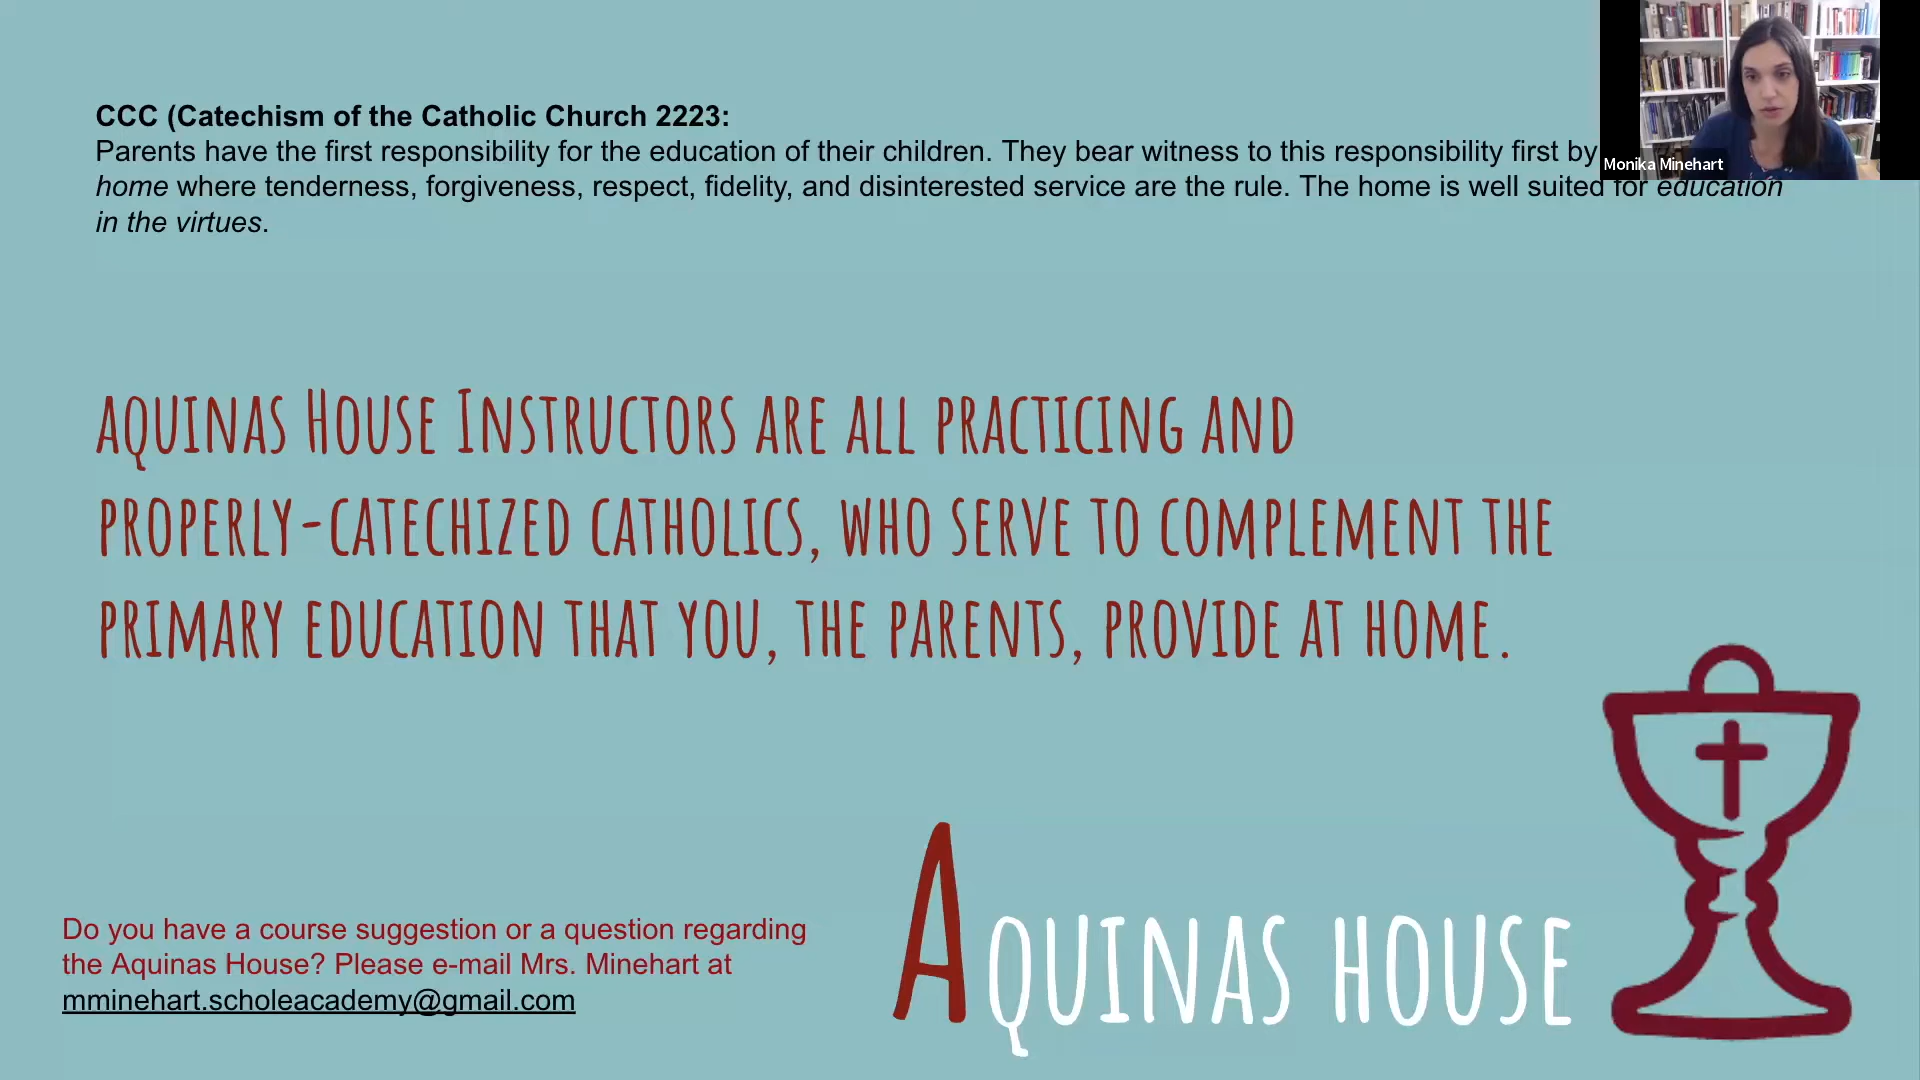 CCC (Catechism of the Catholic Church 2223:
Parents have the first responsibility for the education of their children. They bear witness to this responsibility first by
home where tenderness, forgiveness, respect, fidelity, and disinterested service are the rule. The home is well suited for education
in the virtues.
Monika Minehart
AQUINAS HOUSE INSTRUCTORS ARE ALL PRACTICING AND
PROPERLY-CATECHIZED CATHOLICS, WHO SERVE TO COMPLEMENT THE
PRIMARY EDUCATION THAT YOU, THE PARENTS, PROVIDE AT HOME.
Do you have a course suggestion or a question regarding
the Aquinas House? Please e-mail Mrs. Minehart at
mminehart.scholeacademy@gmail.com
AQUINAS HOUSE